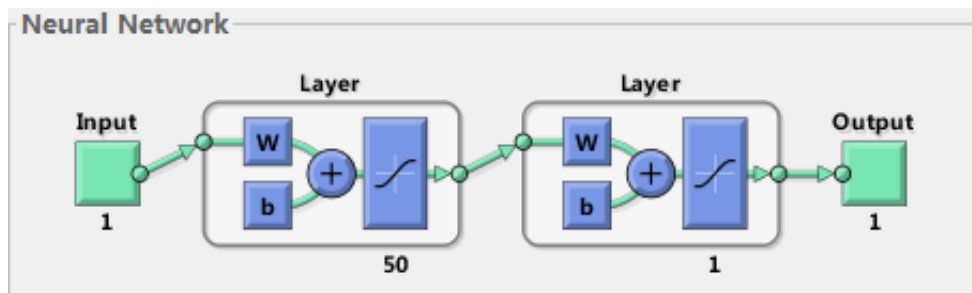 Neural Network
Layer
Layer
Input
Output
W
W
+
+
b
b
1
1
50
1